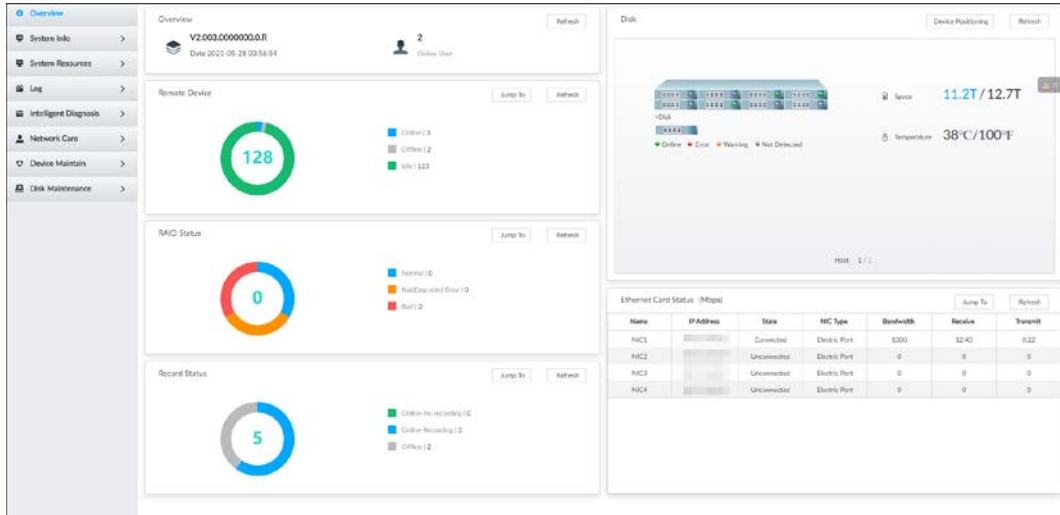 Overview
System Info
System Resources
Log
Intelligent Diagnosis
Network Care
Device Maintain
Disk Maintenance
Overview
Refresh
V2.003.0000000.0.R
Date 2021-05-28 03:56:54
2
Online User
Remote Device
Jump To Refresh
128
Online | 3
Offline | 2
Idle | 123
RAID Status
Jump To Refresh
0
Normal | 0
RaidDegraded Error | 0
Bad | 0
Record Status
Jump To Refresh
5
Online-No recording | 0
Online-Recording | 3
Offline | 2
Disk
Device Positioning Refresh
+Disk
Online Error Warning Not Detected
Space 11.2T / 12.7T
Temperature 38°C/100°F
Host 1 / 1
Ethernet Card Status (Mbps)
Jump To Refresh
Name IP Address State NIC Type Bandwidth Receive Transmit
NIC1 Connected Electric Port 1000 12.43 0.22
NIC2 Unconnected Electric Port 0 0 0
NIC3 Unconnected Electric Port 0 0 0
NIC4 Unconnected Electric Port 0 0 0